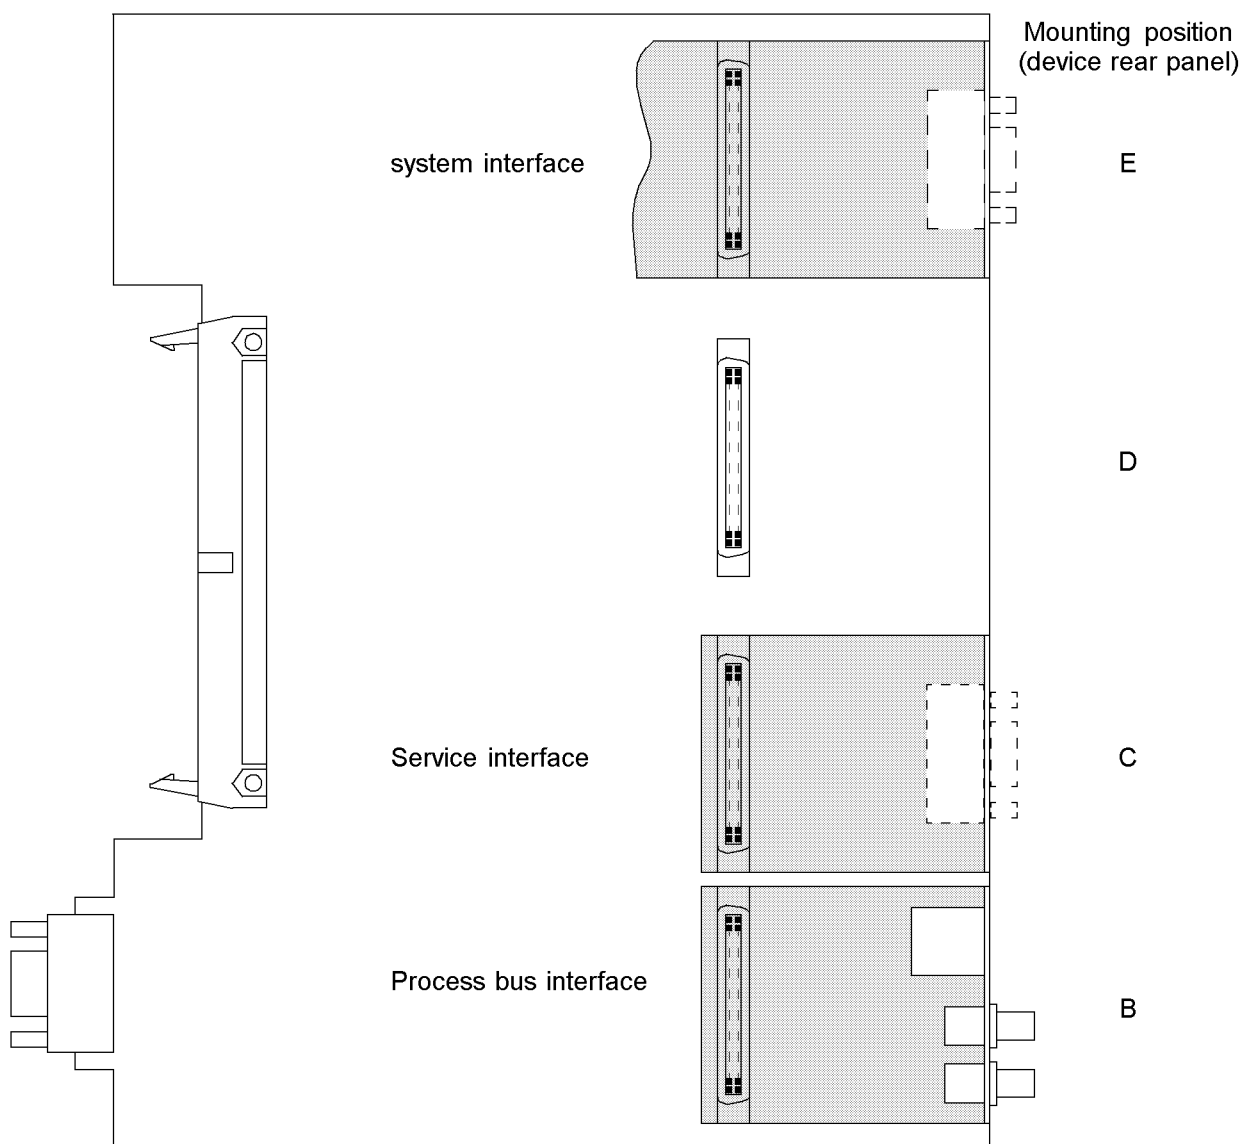 Mounting position
(device rear panel)
system interface
E
D
Service interface
C
Process bus interface
B